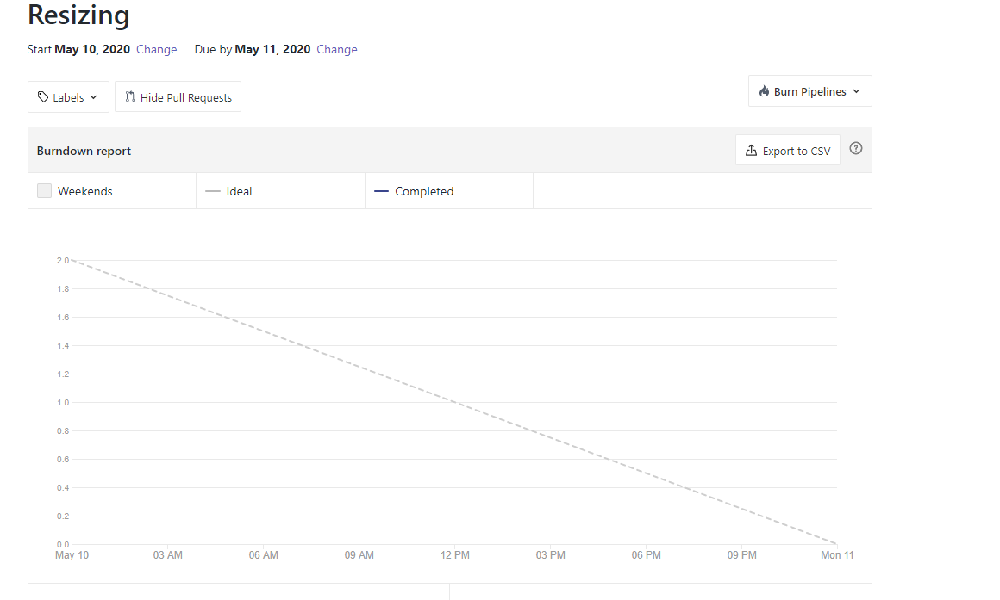 Resizing
Start May 10, 2020 Change Due by May 11, 2020 Change
Labels Hide Pull Requests Burn Pipelines
Burndown report Export to CSV ?
Weekends Ideal Completed
2.0
1.8
1.6
1.4
1.2
1.0
0.8
0.6
0.4
0.2
0.0
May 10 03 AM 06 AM 09 AM 12 PM 03 PM 06 PM 09 PM Mon 11